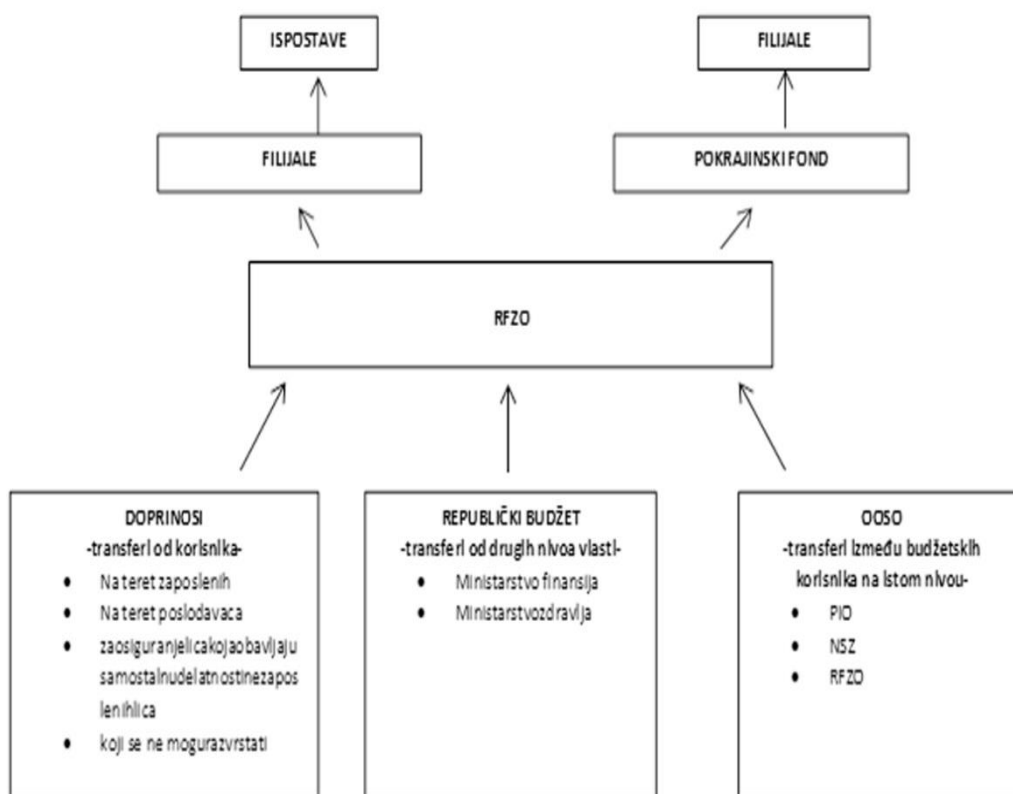 ISPOSTAVE
FILIJALE
FILIJALE
POKRAJINSKI FOND
RFZO
DOPRINOSI
-transferi od korisnika-
• Na teret zaposlenih
• Na teret poslodavaca
• zaosiguranjelicakojaobavljaju
samostalnudelatnostinezapos
lenihlica
• koji se ne mogurazvrstati
REPUBLIČKI BUDŽET
-transferi od drugih nivoa vlasti-
• Ministarstvo finansija
• Ministarstvozdravlja
OOSO
-transferi između budžetskih
korisnika na istom nivou-
• PIO
• NSZ
• RFZO